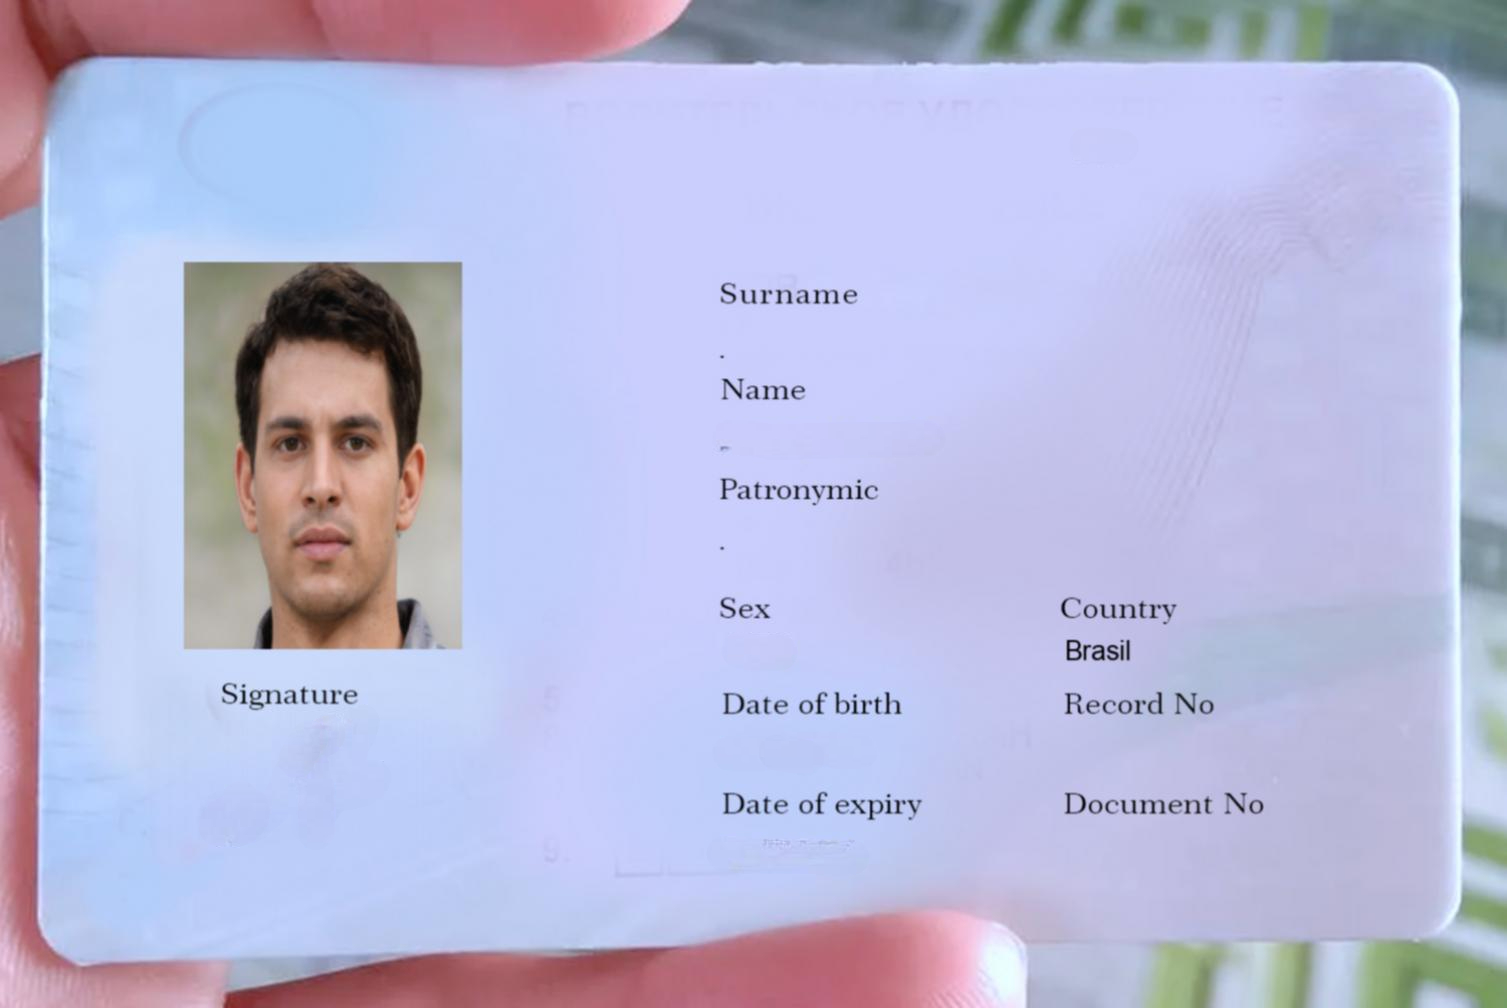 Surname
.
Name
Patronymic
.
Sex
Country
Brasil
Signature
Date of birth
Record No
Date of expiry
Document No